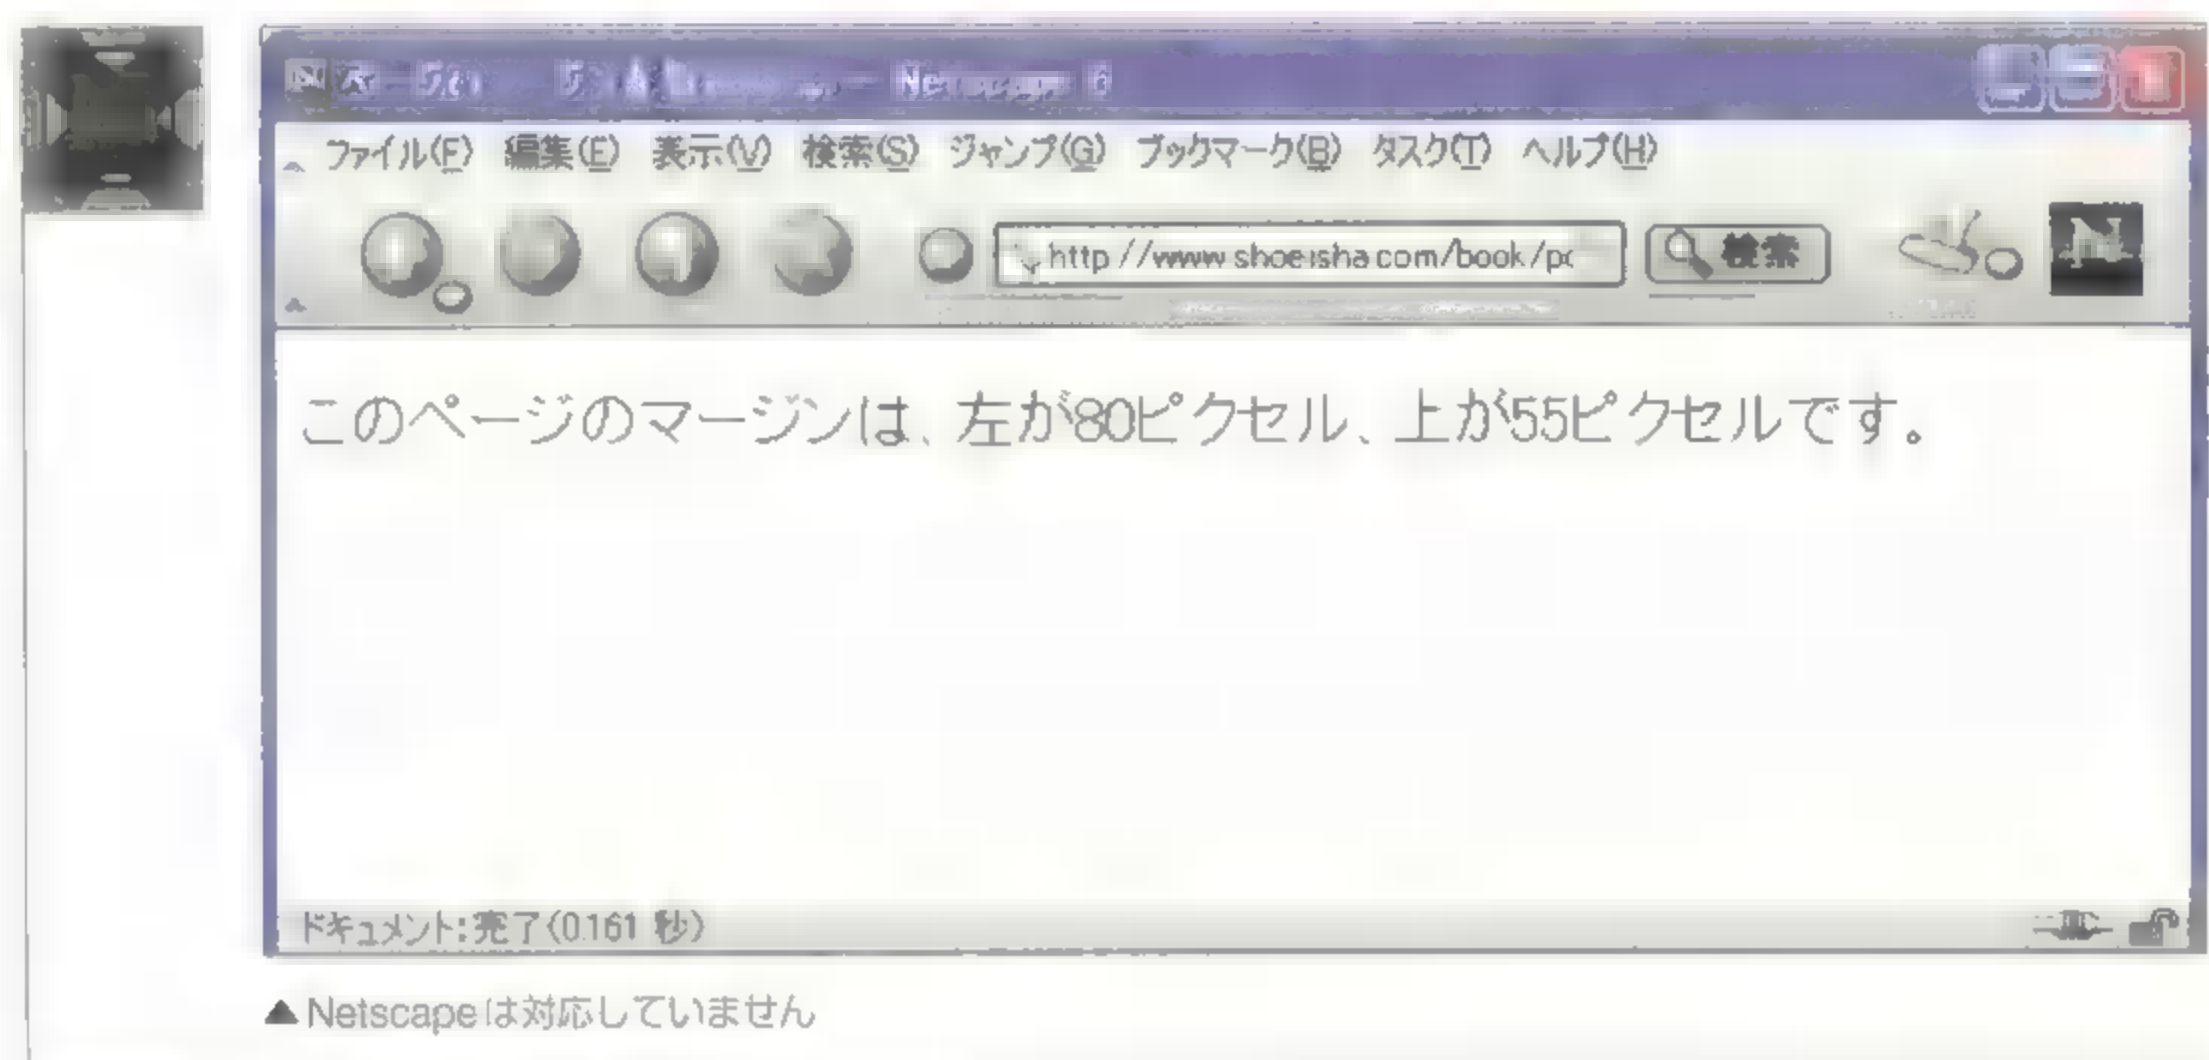 Netscape 6
ファイル(F) 編集(E) 表示(V) 検索(S) ジャンプ(G) ブックマーク(B) タスク(T) ヘルプ(H)
http://www.shoeisha.com/book/pc 検索 N
このページのマージンは、左が80ピクセル、上が55ピクセルです。
ドキュメント:完了(0.161 秒)
▲Netscapeは対応していません